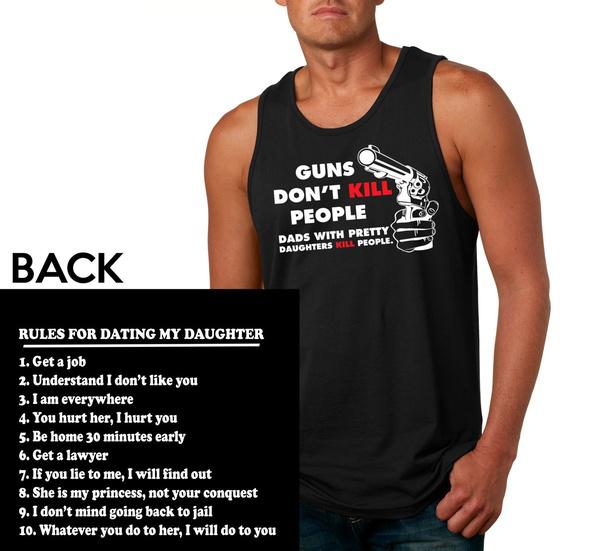 GUNS
DON'T KILL
PEOPLE
DADS WITH PRETTY
DAUGHTERS KILL PEOPLE.
BACK
RULES FOR DATING MY DAUGHTER
1. Get a job
2. Understand I don't like you
3. I am everywhere
4. You hurt her, I hurt you
5. Be home 30 minutes early
6. Get a lawyer
7. If you lie to me, I will find out
8. She is my princess, not your conquest
9. I don't mind going back to jail
10. Whatever you do to her, I will do to you